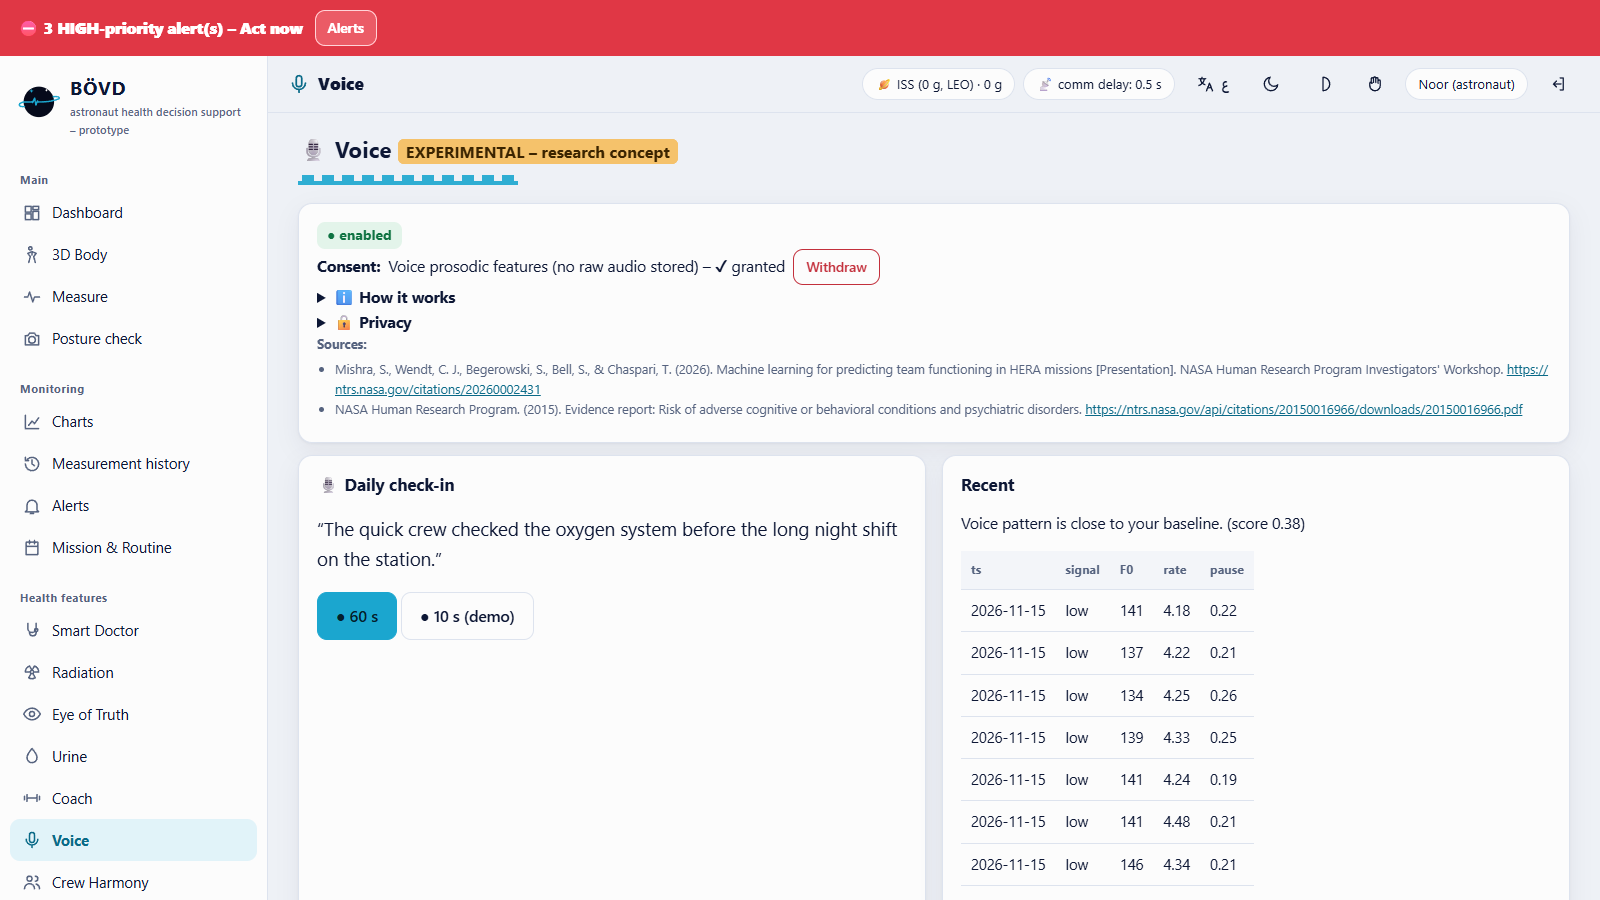 3 HIGH-priority alert(s) – Act now
Alerts
BÖVD
astronaut health decision support
– prototype
Main
Dashboard
3D Body
Measure
Posture check
Monitoring
Charts
Measurement history
Alerts
Mission & Routine
Health features
Smart Doctor
Radiation
Eye of Truth
Urine
Coach
Voice
Crew Harmony
Voice
ISS (0 g, LEO) · 0 g
comm delay: 0.5 s
ع
Noor (astronaut)
Voice EXPERIMENTAL – research concept
● enabled
Consent: Voice prosodic features (no raw audio stored) – ✓ granted Withdraw
How it works
Privacy
Sources:
Mishra, S., Wendt, C. J., Begerowski, S., Bell, S., & Chaspari, T. (2026). Machine learning for predicting team functioning in HERA missions [Presentation]. NASA Human Research Program Investigators' Workshop. https://
ntrs.nasa.gov/citations/20260002431
NASA Human Research Program. (2015). Evidence report: Risk of adverse cognitive or behavioral conditions and psychiatric disorders. https://ntrs.nasa.gov/api/citations/20150016966/downloads/20150016966.pdf
Daily check-in
“The quick crew checked the oxygen system before the long night shift
on the station.”
● 60 s
● 10 s (demo)
Recent
Voice pattern is close to your baseline. (score 0.38)
ts signal F0 rate pause
2026-11-15 low 141 4.18 0.22
2026-11-15 low 137 4.22 0.21
2026-11-15 low 134 4.25 0.26
2026-11-15 low 139 4.33 0.25
2026-11-15 low 141 4.24 0.19
2026-11-15 low 141 4.48 0.21
2026-11-15 low 146 4.34 0.21